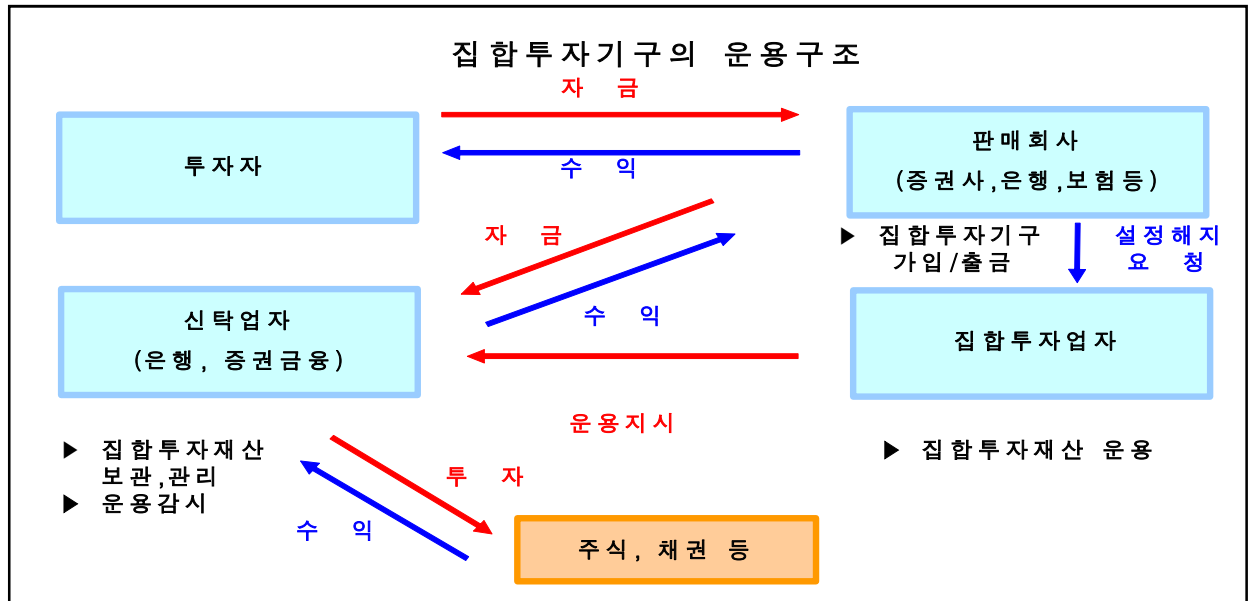 집합투자기구의 운용구조
자 금
투자자
수 익
판매회사
(증권사,은행,보험등)
자 금
▶ 집합투자기구
가입/출금
설정해지
요 청
신탁업자
(은행, 증권금융)
수 익
집합투자업자
운용지시
▶ 집합투자재산
보관,관리
▶ 운용감시
▶ 집합투자재산 운용
투 자
수 익
주식, 채권 등